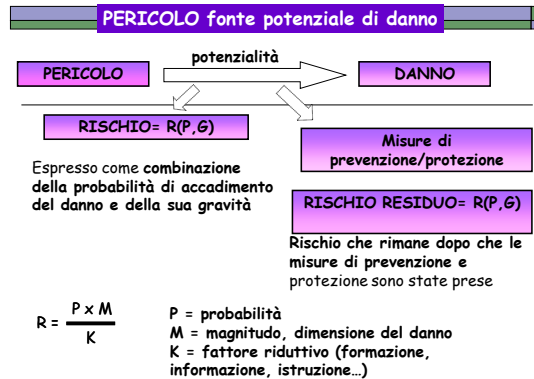 PERICOLO fonte potenziale di danno
potenzialità
PERICOLO
DANNO
RISCHIO= R(P,G)
Espresso come combinazione
della probabilità di accadimento
del danno e della sua gravità
Misure di
prevenzione/protezione
RISCHIO RESIDUO= R(P,G)
Rischio che rimane dopo che le
misure di prevenzione e
protezione sono state prese
R = P x M
K
P = probabilità
M = magnitudo, dimensione del danno
K = fattore riduttivo (formazione,
informazione, istruzione…)